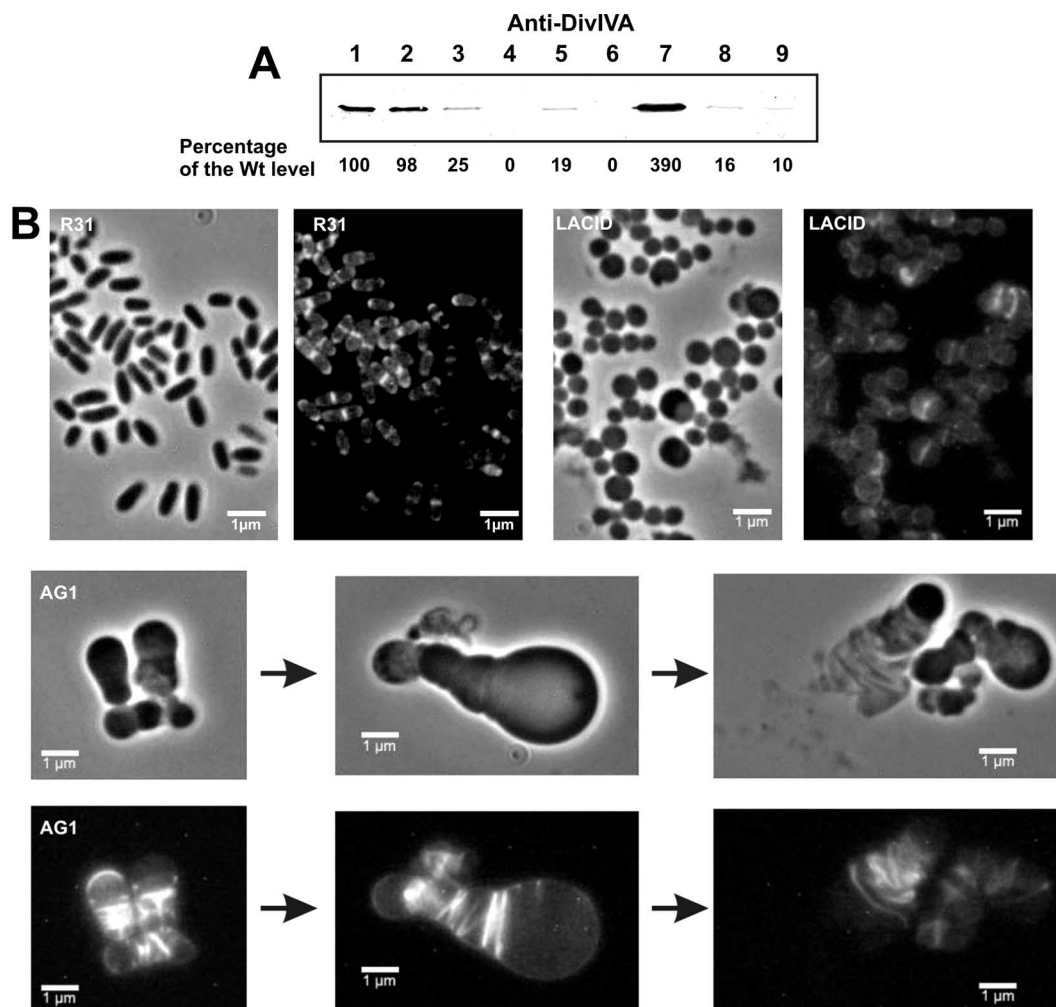 Anti-DivIVA
A
1 2 3 4 5 6 7 8 9
Percentage
of the Wt level
100 98 25 0 19 0 390 16 10
B
R31
R31
LACID
LACID
1µm
1µm
1 µm
1 µm
AG1
1 µm
1 µm
1 µm
AG1
1 µm
1 µm
1 µm